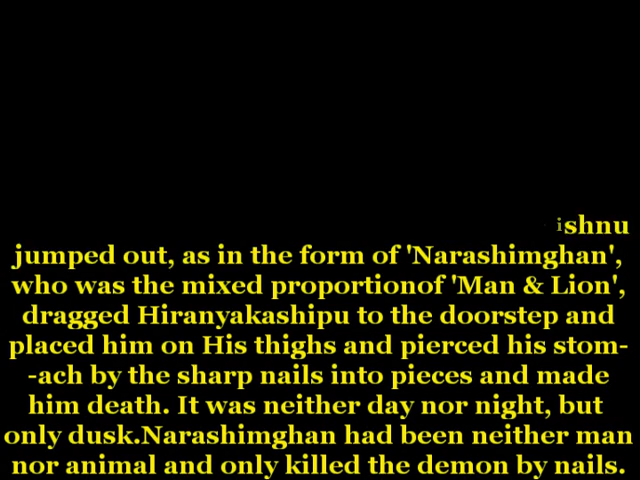 ishnu
jumped out, as in the form of 'Narashimghan',
who was the mixed proportionof 'Man & Lion',
dragged Hiranyakashipu to the doorstep and
placed him on His thighs and pierced his stom-
-ach by the sharp nails into pieces and made
him death. It was neither day nor night, but
only dusk.Narashimghan had been neither man
nor animal and only killed the demon by nails.